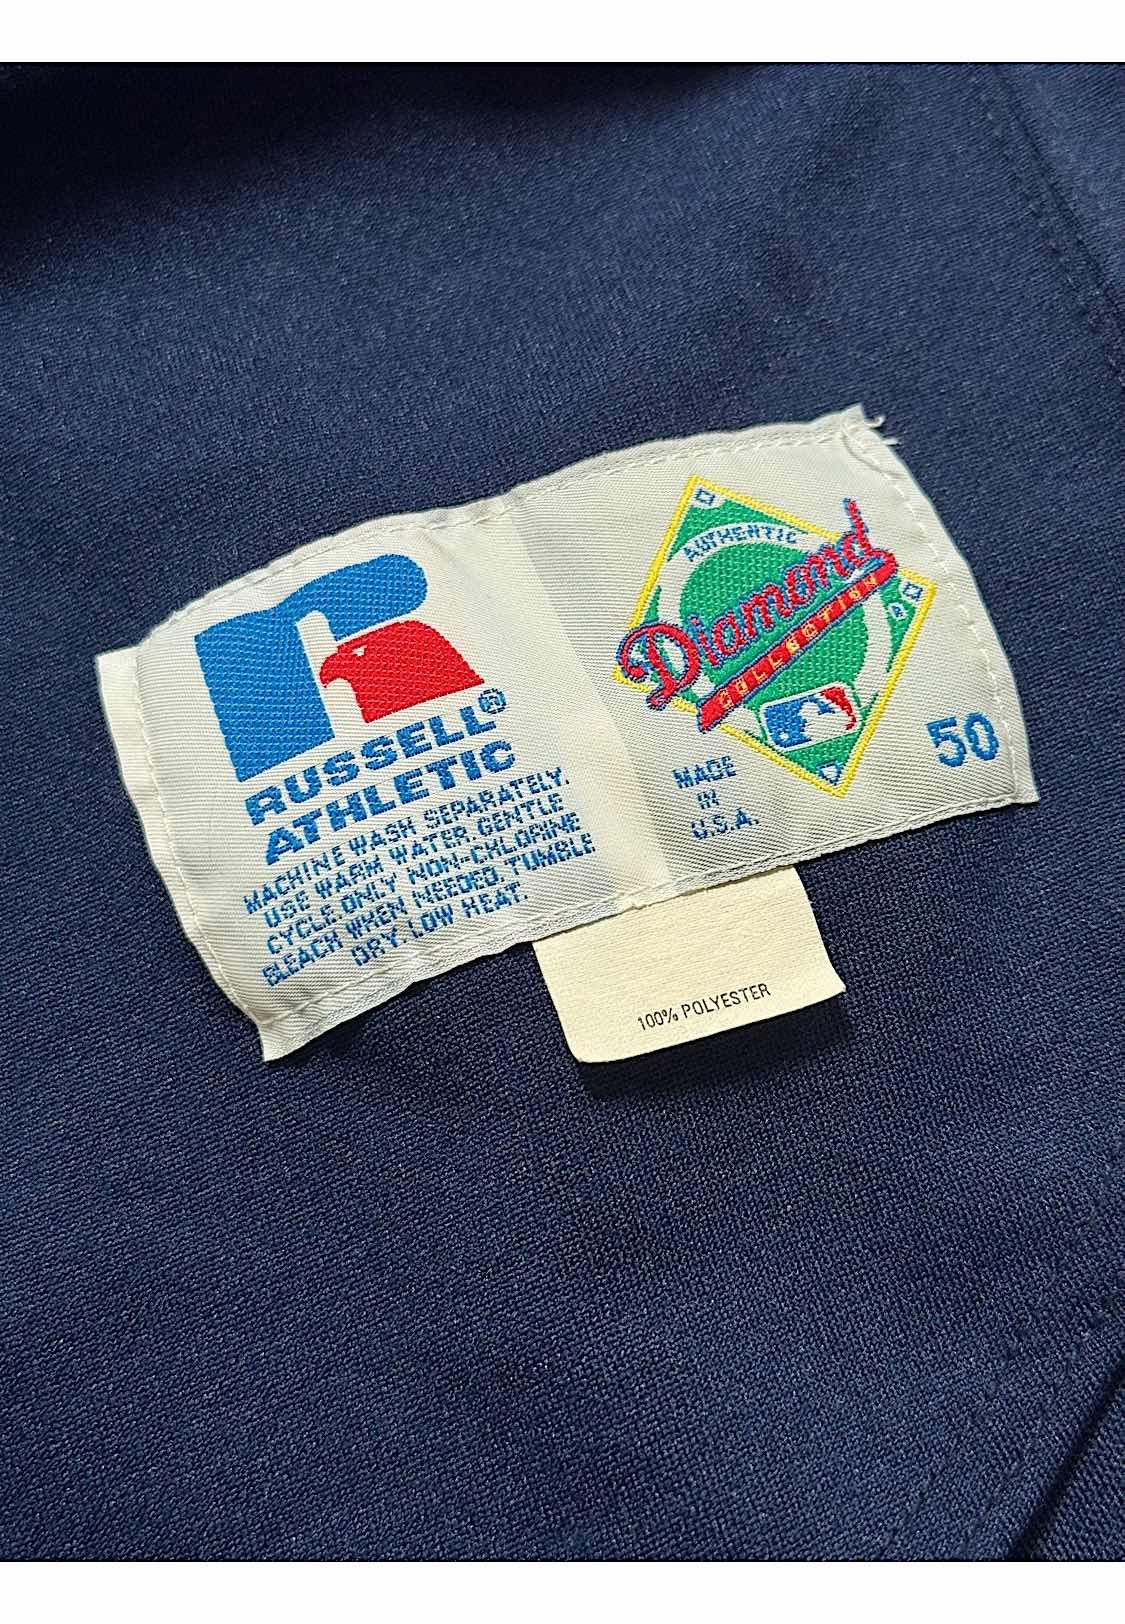 RUSSELL®
ATHLETIC
MACHINE WASH SEPARATELY.
USE WARM WATER, GENTLE
CYCLE ONLY NON-CHLORINE
BLEACH WHEN NEEDED, TUMBLE
DRY LOW HEAT.
AUTHENTIC
Diamond
COLLECTION
®
MADE
IN
U.S.A.
50
100% POLYESTER